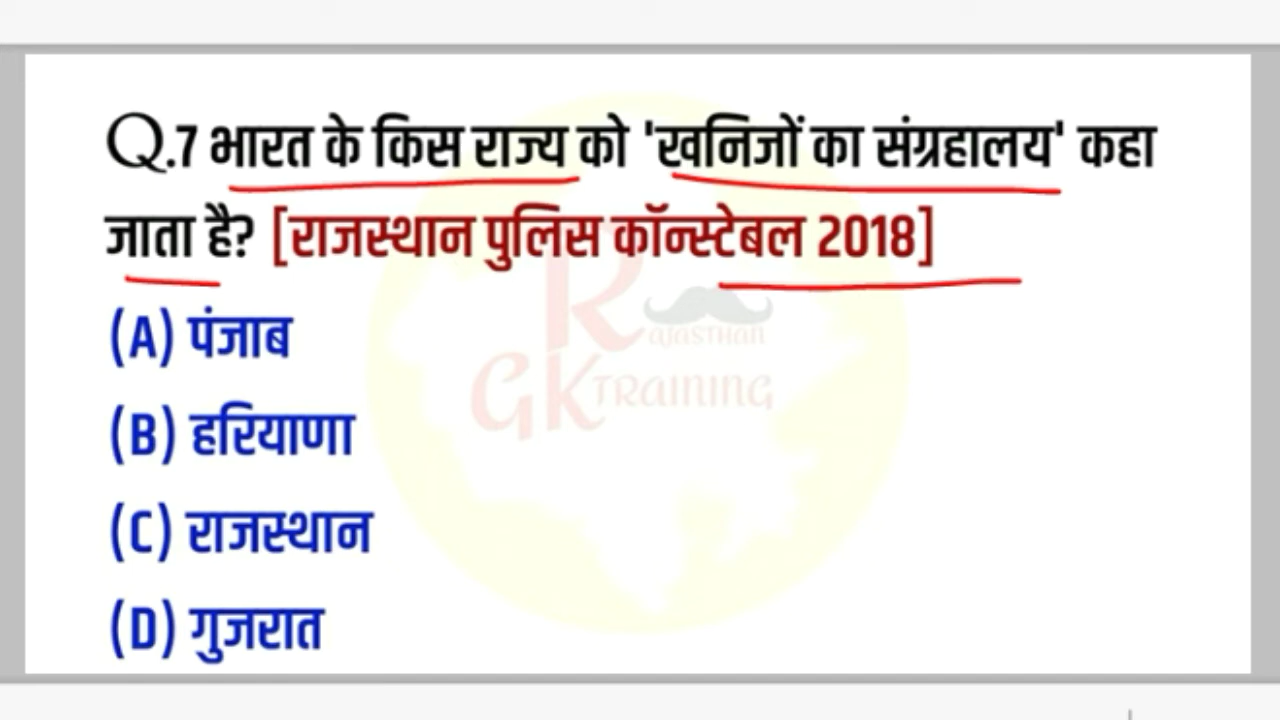 Q.7 भारत के किस राज्य को 'खनिजों का संग्रहालय' कहा
जाता है? [राजस्थान पुलिस कॉन्स्टेबल 2018]
RAJASTHAN
GK TRAINING
(A) पंजाब
(B) हरियाणा
(C) राजस्थान
(D) गुजरात